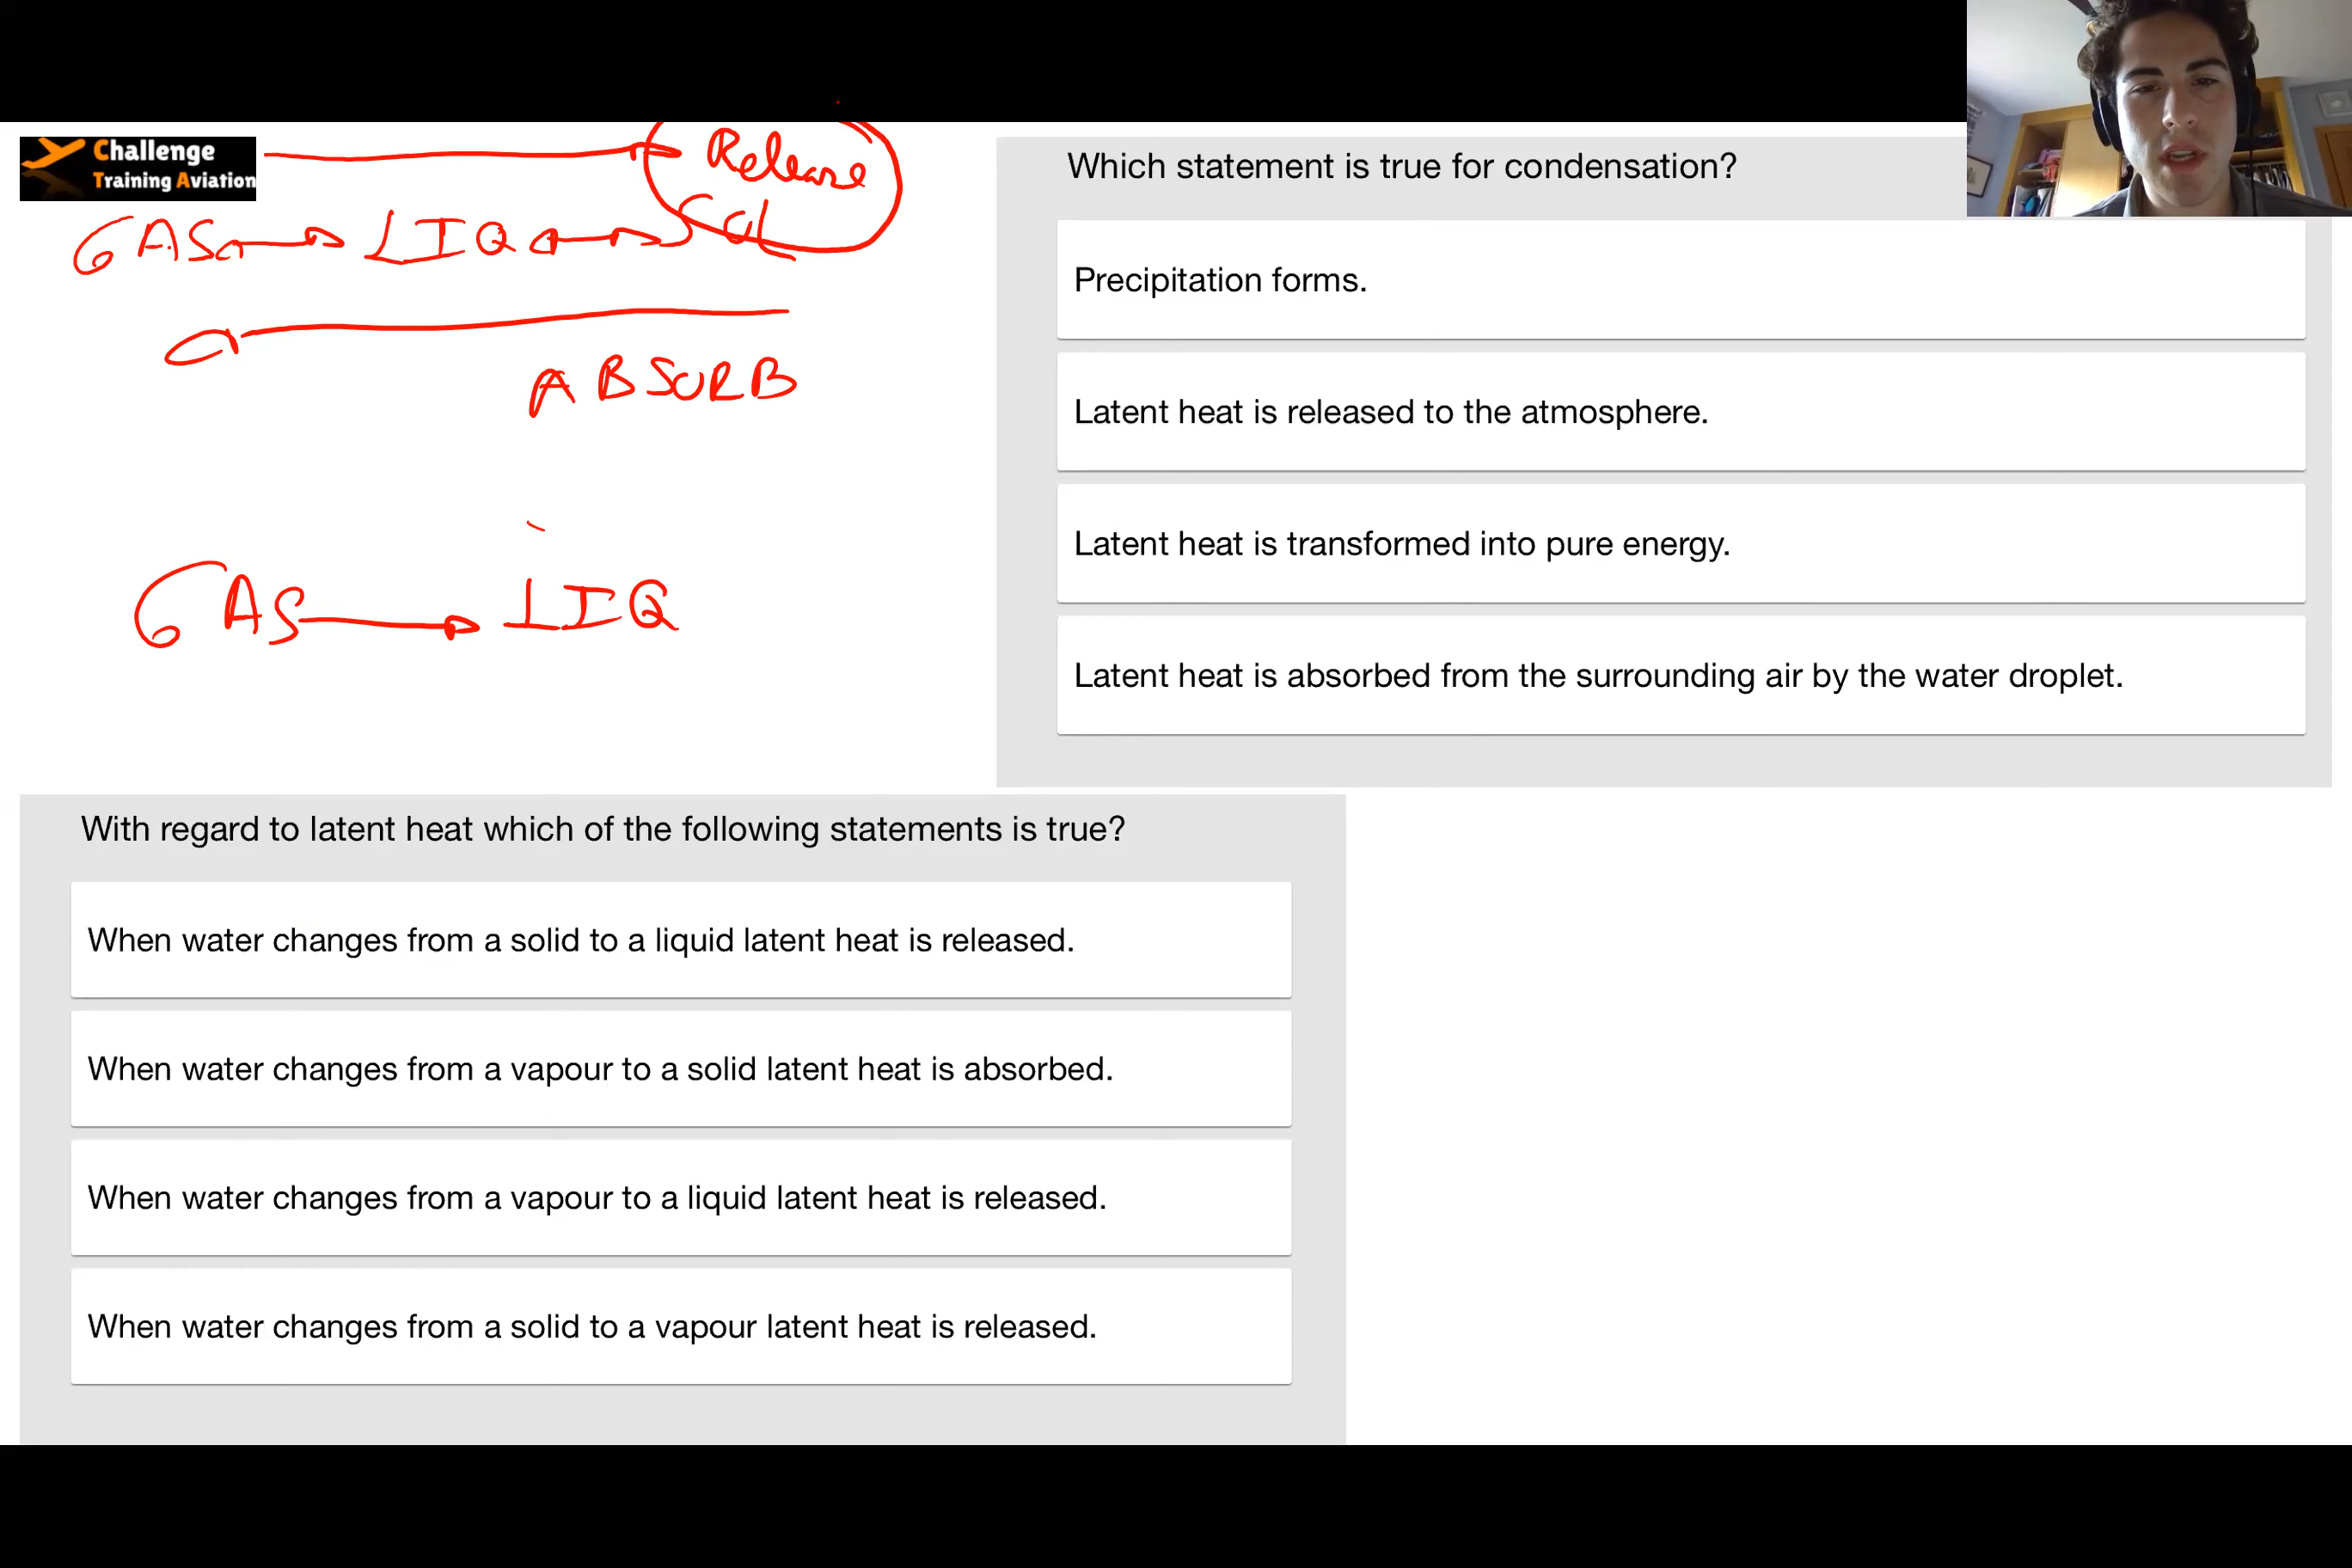 Challenge
Training Aviation
Release
GAS LIQ Sol
ABSORB
GAS LIQ
Which statement is true for condensation?
Precipitation forms.
Latent heat is released to the atmosphere.
Latent heat is transformed into pure energy.
Latent heat is absorbed from the surrounding air by the water droplet.
With regard to latent heat which of the following statements is true?
When water changes from a solid to a liquid latent heat is released.
When water changes from a vapour to a solid latent heat is absorbed.
When water changes from a vapour to a liquid latent heat is released.
When water changes from a solid to a vapour latent heat is released.